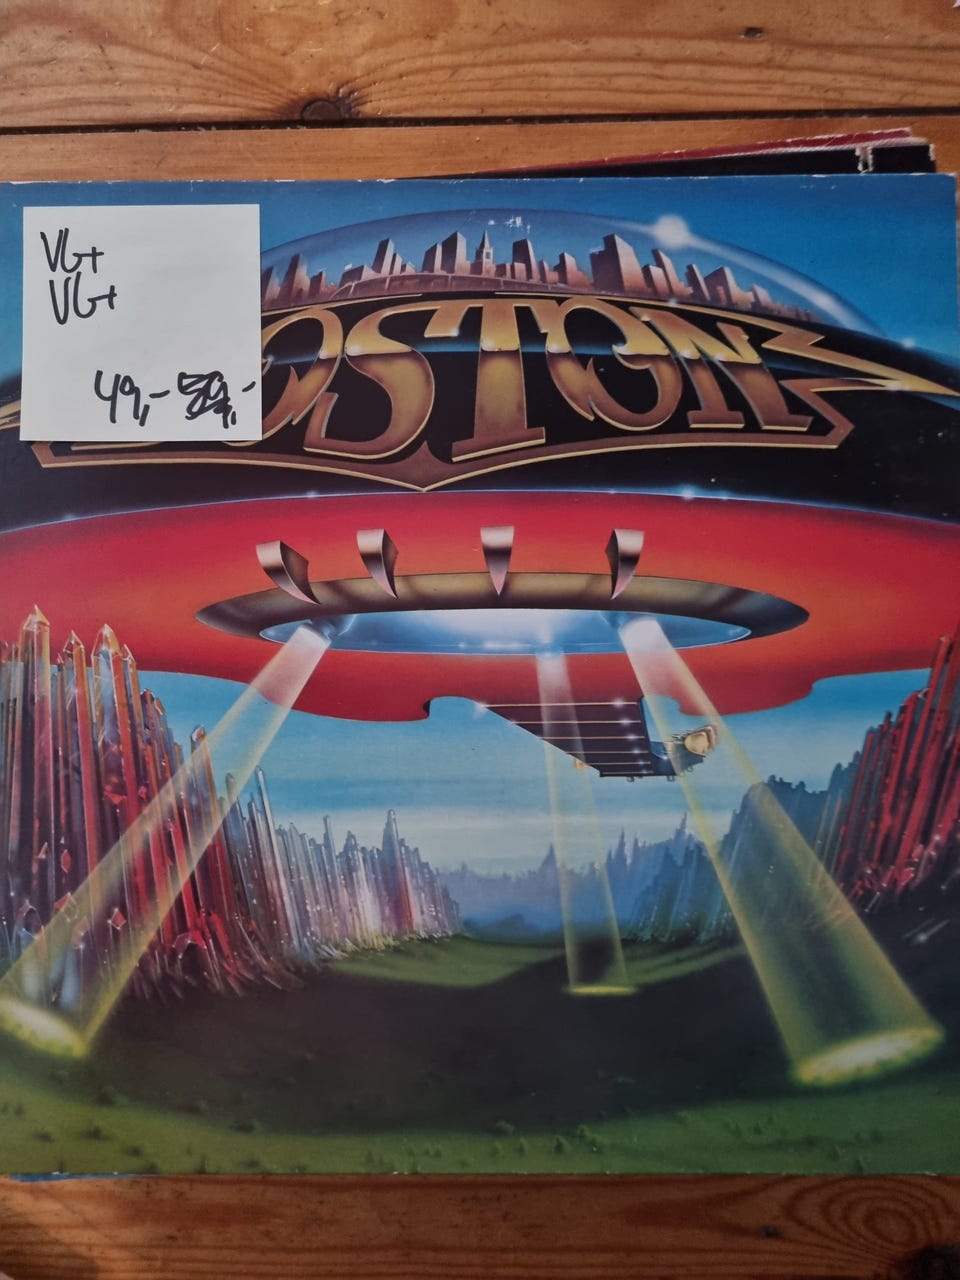 VG+
VG+
49,- 59,-
BOSTON